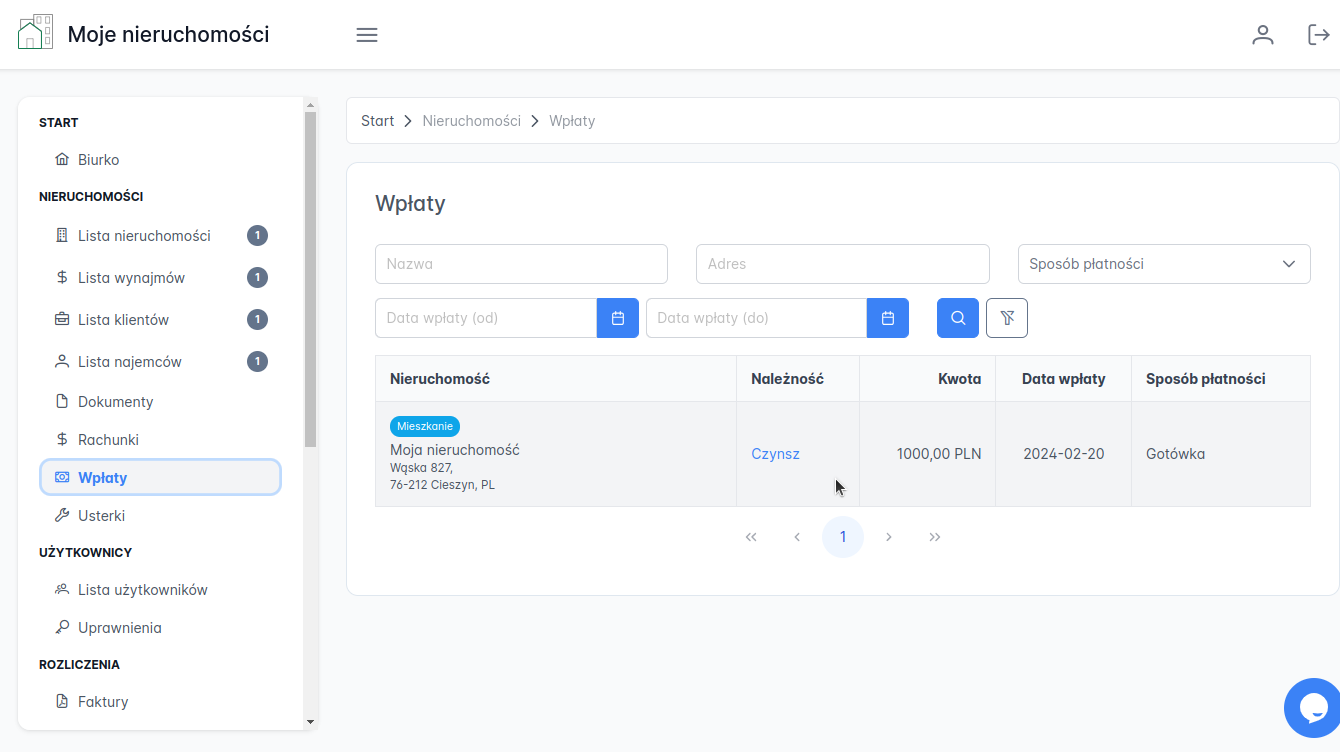 Moje nieruchomości
START
Biurko
NIERUCHOMOŚCI
Lista nieruchomości 1
Lista wynajmów 1
Lista klientów 1
Lista najemców 1
Dokumenty
Rachunki
Wpłaty
Usterki
UŻYTKOWNICY
Lista użytkowników
Uprawnienia
ROZLICZENIA
Faktury
Start > Nieruchomości > Wpłaty
Wpłaty
Nazwa Adres Sposób płatności
Data wpłaty (od) Data wpłaty (do)
Nieruchomość Należność Kwota Data wpłaty Sposób płatności
Mieszkanie
Moja nieruchomość
Wąska 827,
76-212 Cieszyn, PL
Czynsz 1000,00 PLN 2024-02-20 Gotówka
« ‹ 1 › »